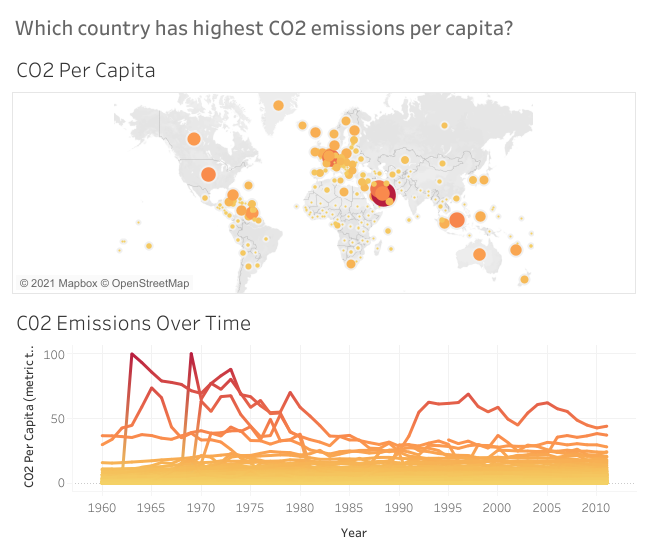 Which country has highest CO2 emissions per capita?
CO2 Per Capita
© 2021 Mapbox © OpenStreetMap
C02 Emissions Over Time
CO2 Per Capita (metric t..
100
50
0
1960 1965 1970 1975 1980 1985 1990 1995 2000 2005 2010
Year